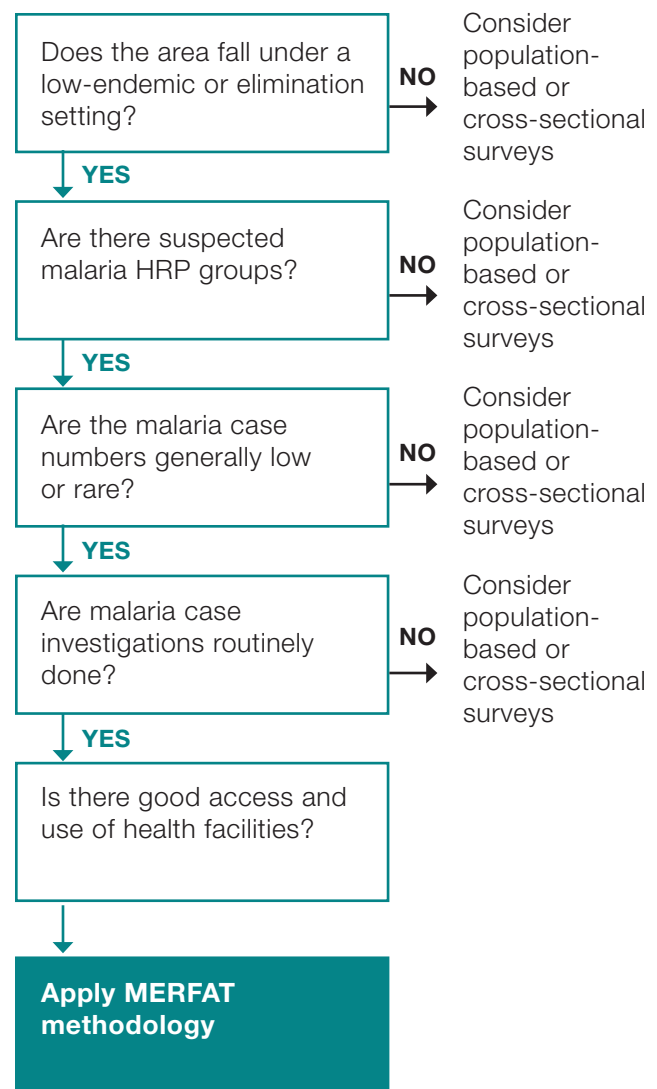 Does the area fall under a
low-endemic or elimination
setting?
NO
Consider
population-
based or
cross-sectional
surveys
YES
Are there suspected
malaria HRP groups?
NO
Consider
population-
based or
cross-sectional
surveys
YES
Are the malaria case
numbers generally low
or rare?
NO
Consider
population-
based or
cross-sectional
surveys
YES
Are malaria case
investigations routinely
done?
NO
Consider
population-
based or
cross-sectional
surveys
YES
Is there good access and
use of health facilities?
Apply MERFAT
methodology